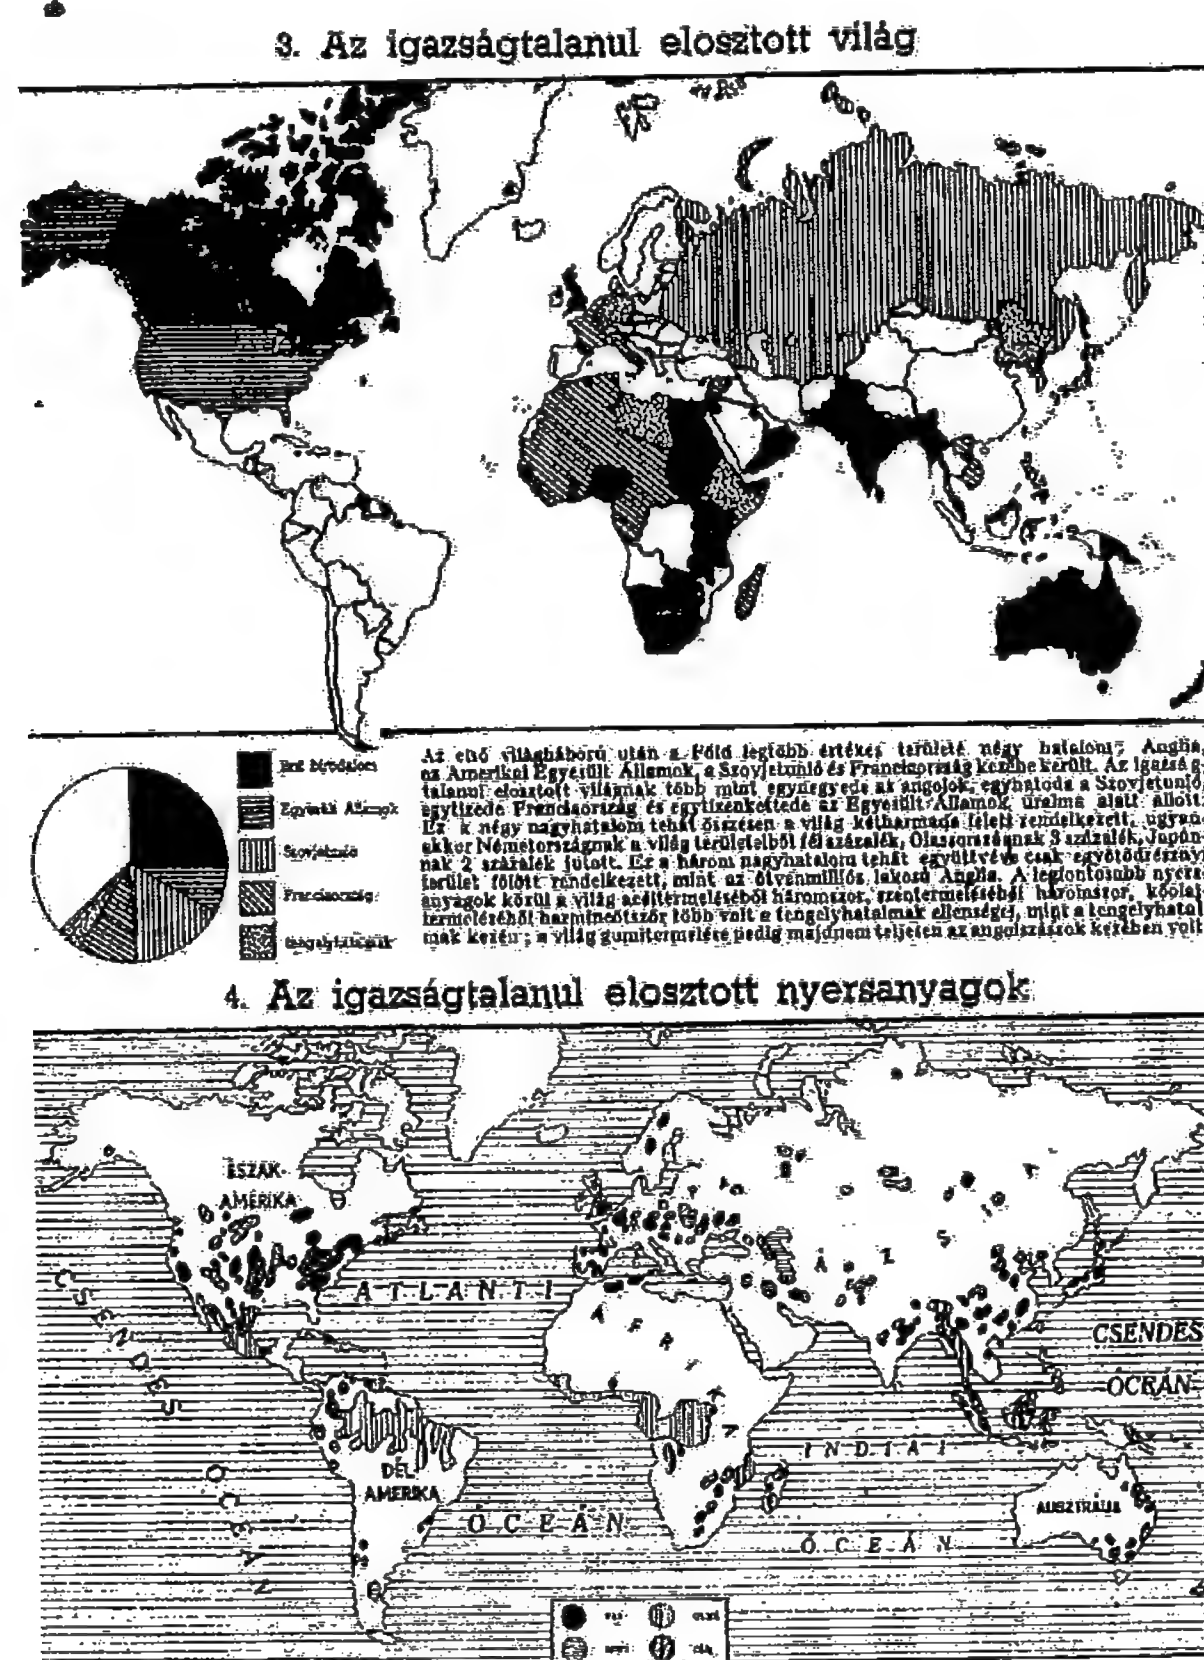 3. Az igazságtalanul elosztott világ
Brit birodalom
Egyesült Államok
Szovjetunió
Franciaország
tengelyhatalmak
Az első világháború után a Föld legtöbb értékes területe négy hatalom: Anglia,
az Amerikai Egyesült Államok, a Szovjetunió és Franciaország kezébe került. Az igazság-
talanul elosztott világnak több mint egynegyede az angolok, egyhatoda a Szovjetunió,
egytizede Franciaország és egytizenkettede az Egyesült Államok uralma alatt állott.
Ez a négy nagyhatalom tehát összesen a világ kétharmada felett rendelkezett, ugyan-
akkor Németországnak a világ területeiből fél százalék, Olaszországnak 3 százalék, Japán-
nak 2 százalék jutott. Ez a három nagyhatalom tehát együttvéve csak egyötödrésznyi
terület fölött rendelkezett, mint az ötvenmilliós lakosú Anglia. A legfontosabb nyers-
anyagok közül a világ acéltermeléséből háromszor, széntermeléséből háromszor, kőolaj-
termeléséből harmincötször több volt a tengelyhatalmak ellenségei, mint a tengelyhatal-
mak kezén; a világ gumitermelése pedig majdnem teljesen az angolszászok kezében volt
4. Az igazságtalanul elosztott nyersanyagok
ÉSZAK-
AMERIKA
ATLANTI
CSENDES
ÓCEÁN
AFRIKA
ÁZS
CSENDES
ÓCEÁN
INDIAI
DÉL
AMERIKA
ÓCEÁN
AUSZTRÁLIA
ÓCEÁN